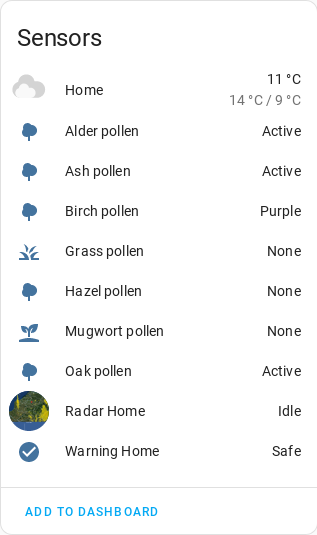 Sensors
Home 11 °C
14 °C / 9 °C
Alder pollen Active
Ash pollen Active
Birch pollen Purple
Grass pollen None
Hazel pollen None
Mugwort pollen None
Oak pollen Active
Radar Home Idle
Warning Home Safe
ADD TO DASHBOARD